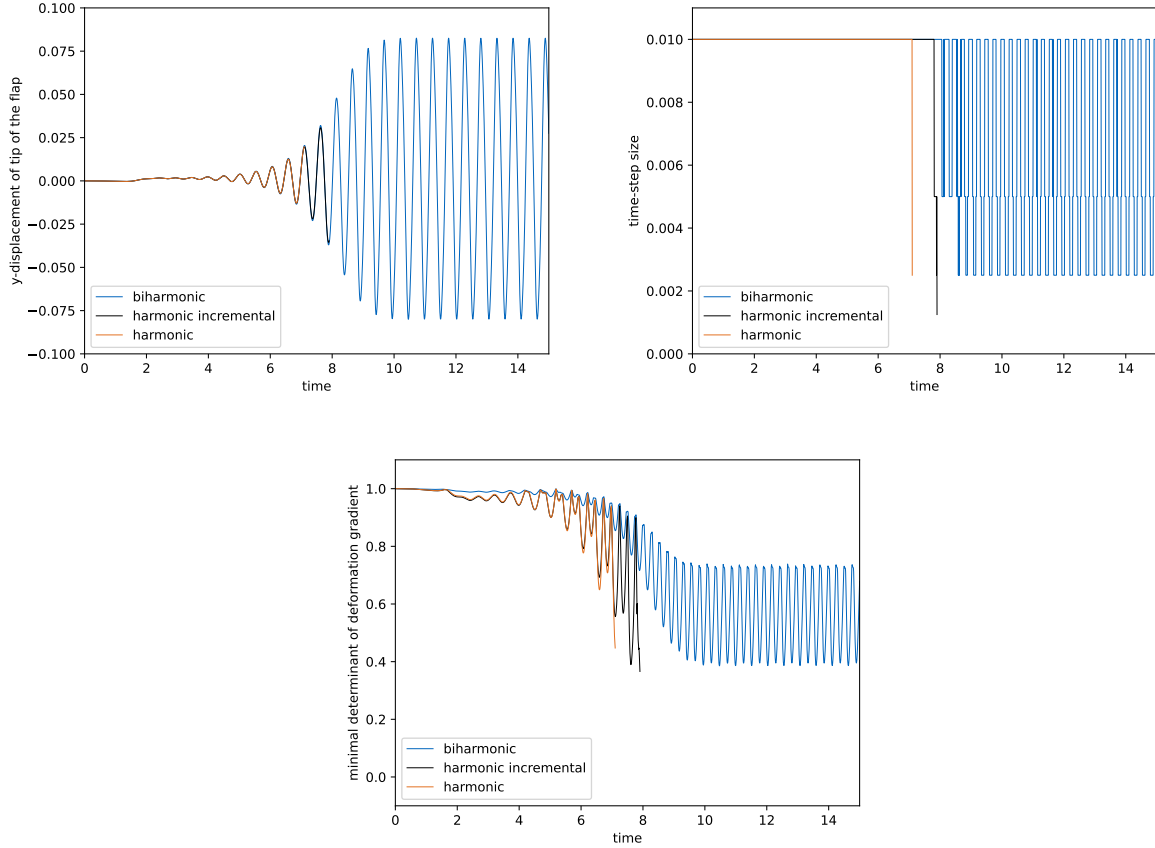 y-displacement of tip of the flap
0.100
0.075
0.050
0.025
0.000
−0.025
−0.050
−0.075
−0.100
biharmonic
harmonic incremental
harmonic
0 2 4 6 8 10 12 14
time
time-step size
0.010
0.008
0.006
0.004
0.002
0.000
biharmonic
harmonic incremental
harmonic
0 2 4 6 8 10 12 14
time
minimal determinant of deformation gradient
1.0
0.8
0.6
0.4
0.2
0.0
biharmonic
harmonic incremental
harmonic
0 2 4 6 8 10 12 14
time